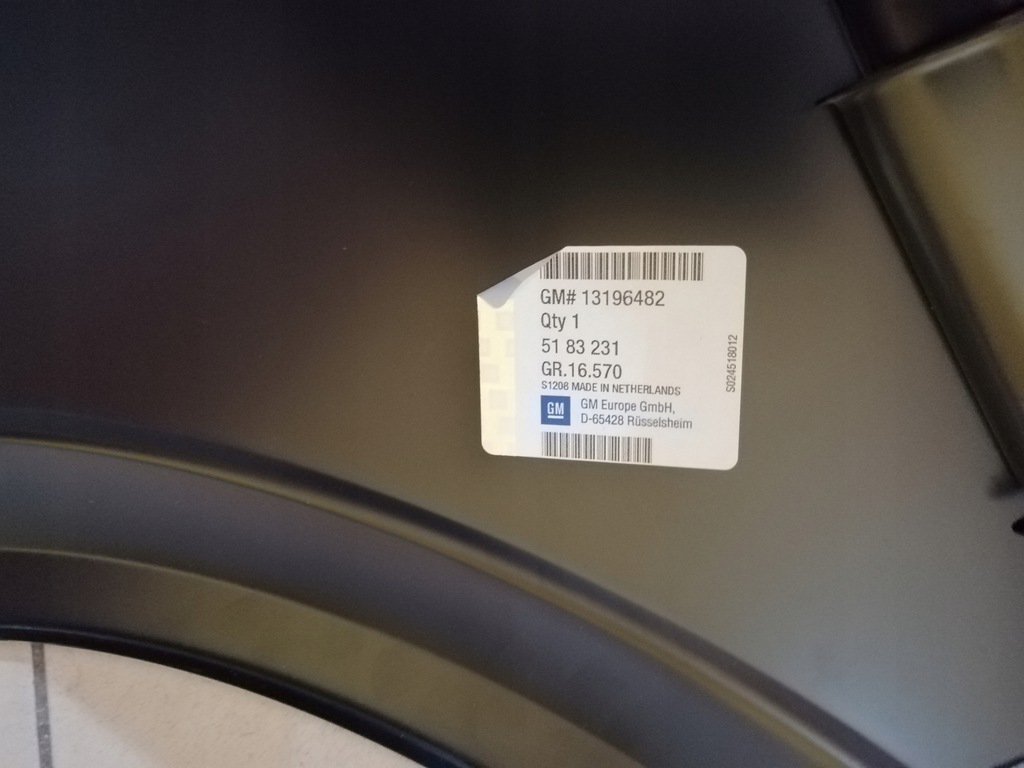 GM# 13196482
Qty 1
51 83 231
GR.16.570
S1208 MADE IN NETHERLANDS
GM
GM Europe GmbH,
D-65428 Rüsselsheim
S024518012